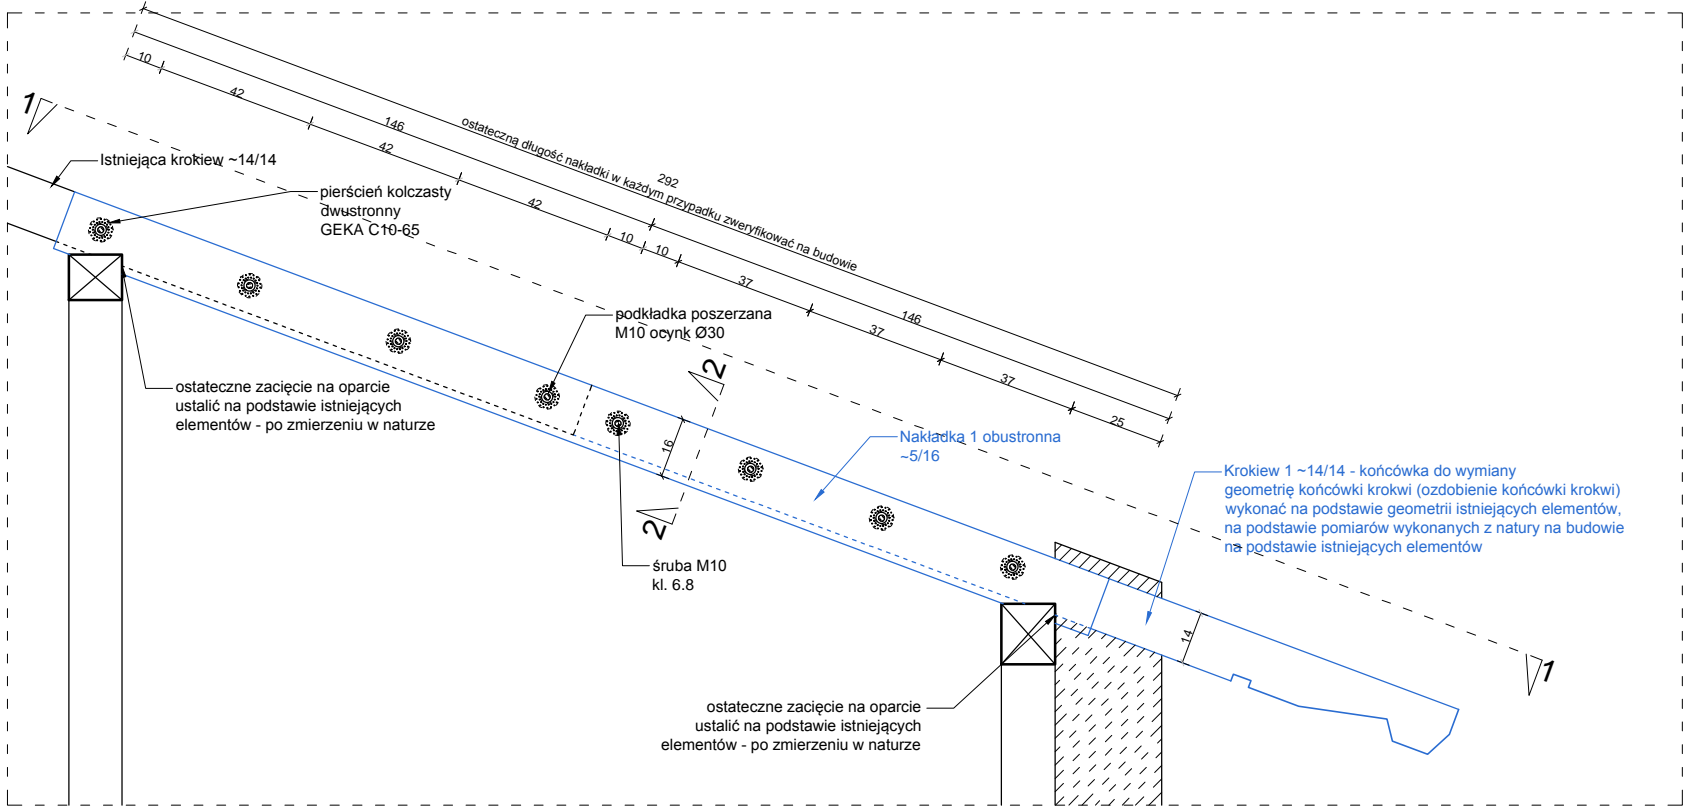 10
42
146
ostateczną długość nakładki w każdym przypadku zweryfikować na budowie
292
42
42
10
10
37
146
37
37
25
1
Istniejąca krokiew ~14/14
pierścień kolczasty
dwustronny
GEKA C10-65
podkładka poszerzana
M10 ocynk Ø30
2
ostateczne zacięcie na oparcie
ustalić na podstawie istniejących
elementów - po zmierzeniu w naturze
16
Nakładka 1 obustronna
~5/16
Krokiew 1 ~14/14 - końcówka do wymiany
geometrię końcówki krokwi (ozdobienie końcówki krokwi)
wykonać na podstawie geometrii istniejących elementów,
na podstawie pomiarów wykonanych z natury na budowie
na podstawie istniejących elementów
2
śruba M10
kl. 6.8
14
1
ostateczne zacięcie na oparcie
ustalić na podstawie istniejących
elementów - po zmierzeniu w naturze